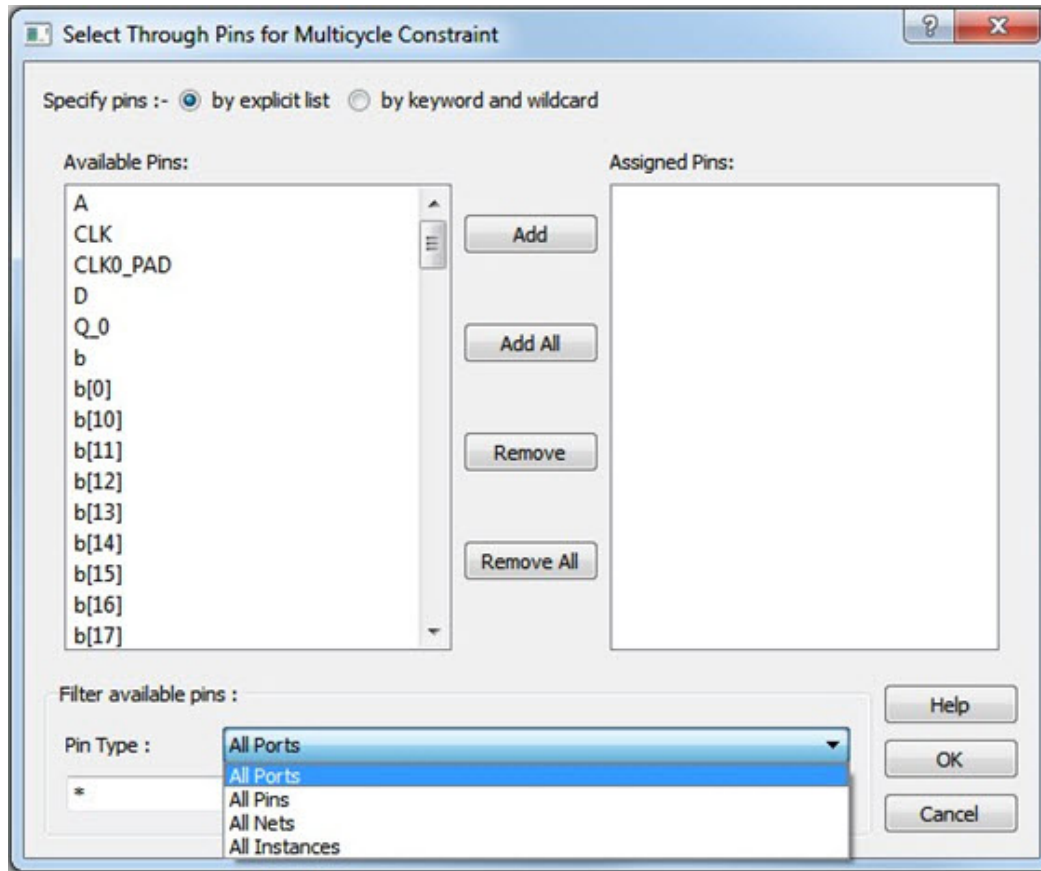 Select Through Pins for Multicycle Constraint
Specify pins :- by explicit list by keyword and wildcard
Available Pins:
A
CLK
CLK0_PAD
D
Q_0
b
b[0]
b[10]
b[11]
b[12]
b[13]
b[14]
b[15]
b[16]
b[17]
Add
Add All
Remove
Remove All
Assigned Pins:
Filter available pins :
Pin Type : All Ports
*
All Ports
All Pins
All Nets
All Instances
Help
OK
Cancel